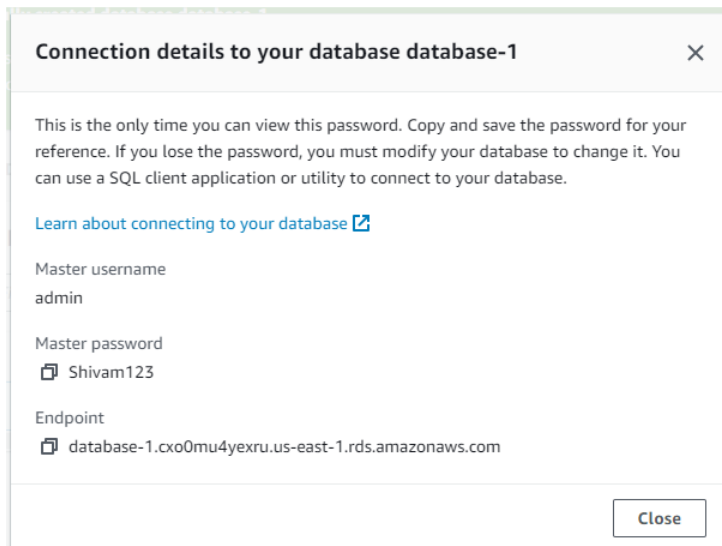 Connection details to your database database-1
This is the only time you can view this password. Copy and save the password for your
reference. If you lose the password, you must modify your database to change it. You
can use a SQL client application or utility to connect to your database.
Learn about connecting to your database
Master username
admin
Master password
Shivam123
Endpoint
database-1.cxo0mu4yexru.us-east-1.rds.amazonaws.com
Close